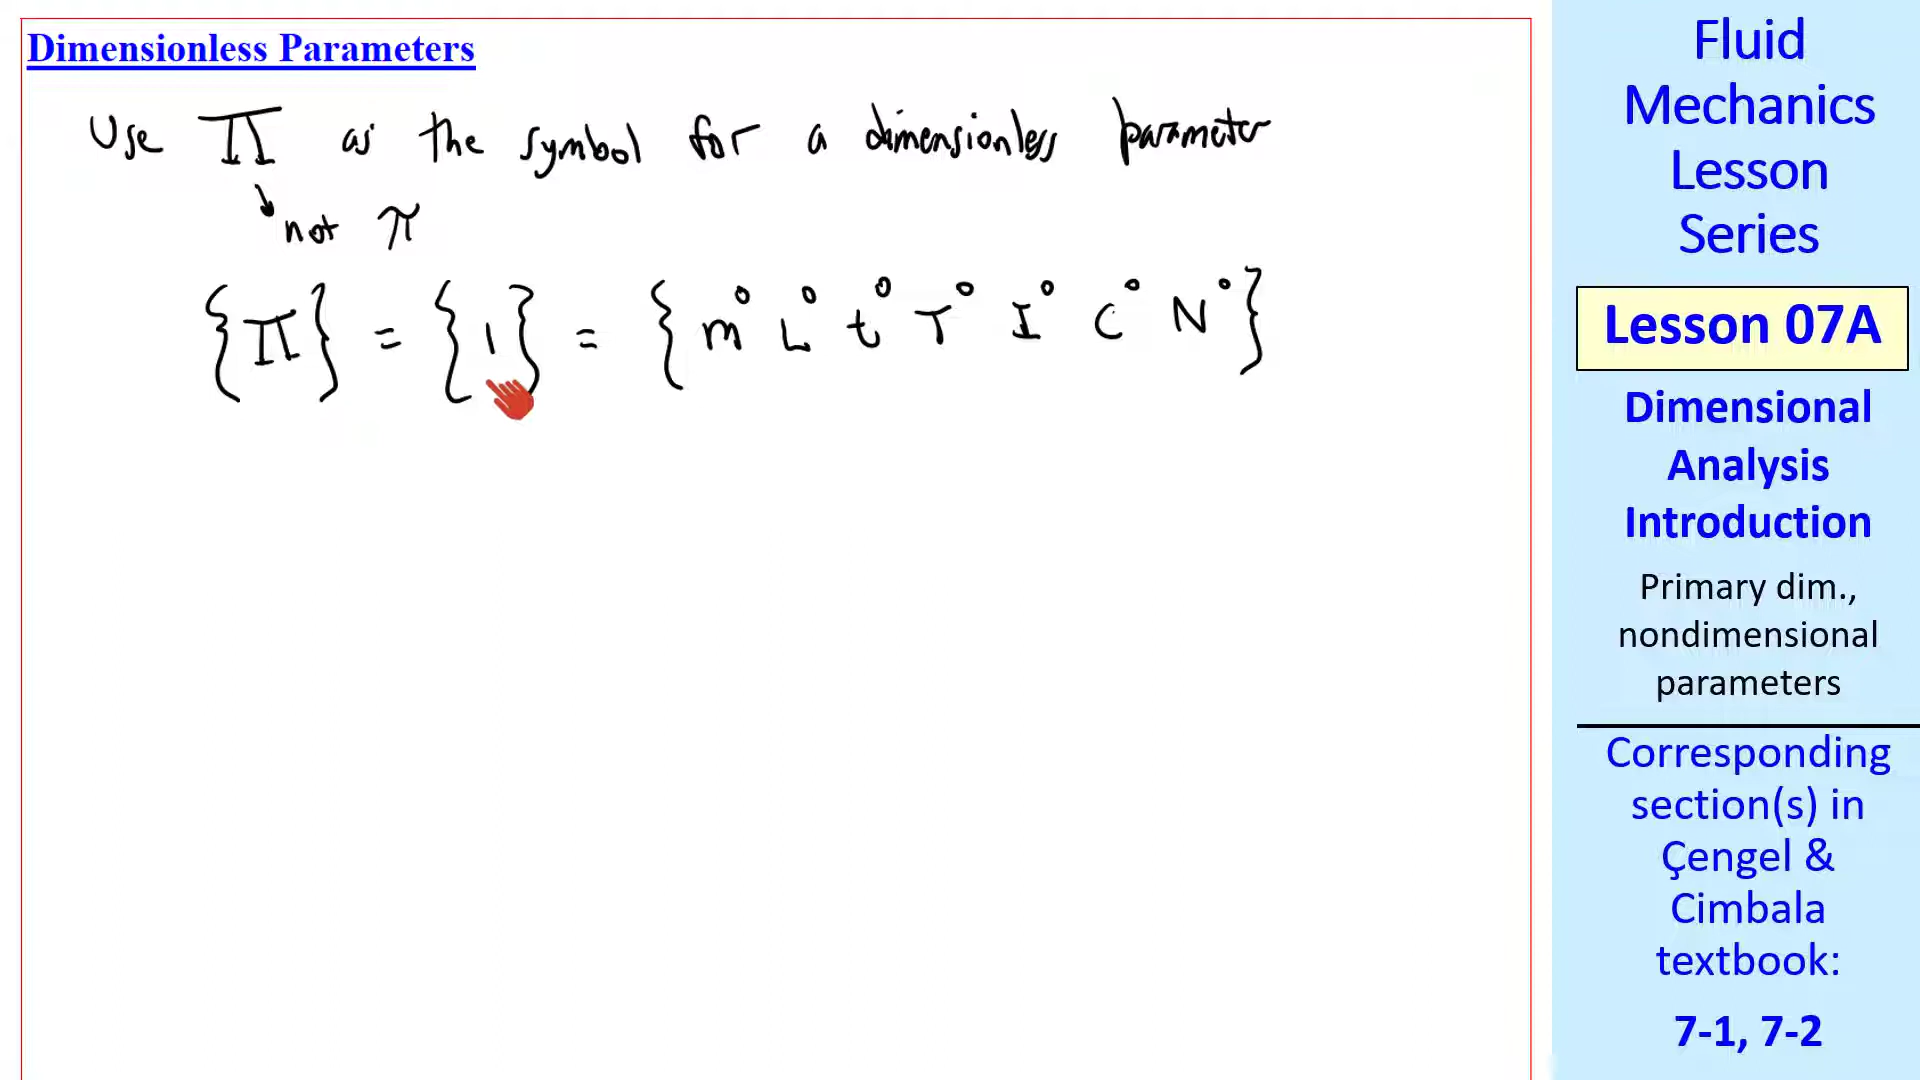 Dimensionless Parameters
Use Π as the symbol for a dimensionless parameter
not π
{Π} = {1} = {m⁰ L⁰ t⁰ T⁰ I⁰ C⁰ N⁰}
Fluid
Mechanics
Lesson
Series
Lesson 07A
Dimensional
Analysis
Introduction
Primary dim.,
nondimensional
parameters
Corresponding
section(s) in
Çengel &
Cimbala
textbook:
7-1, 7-2